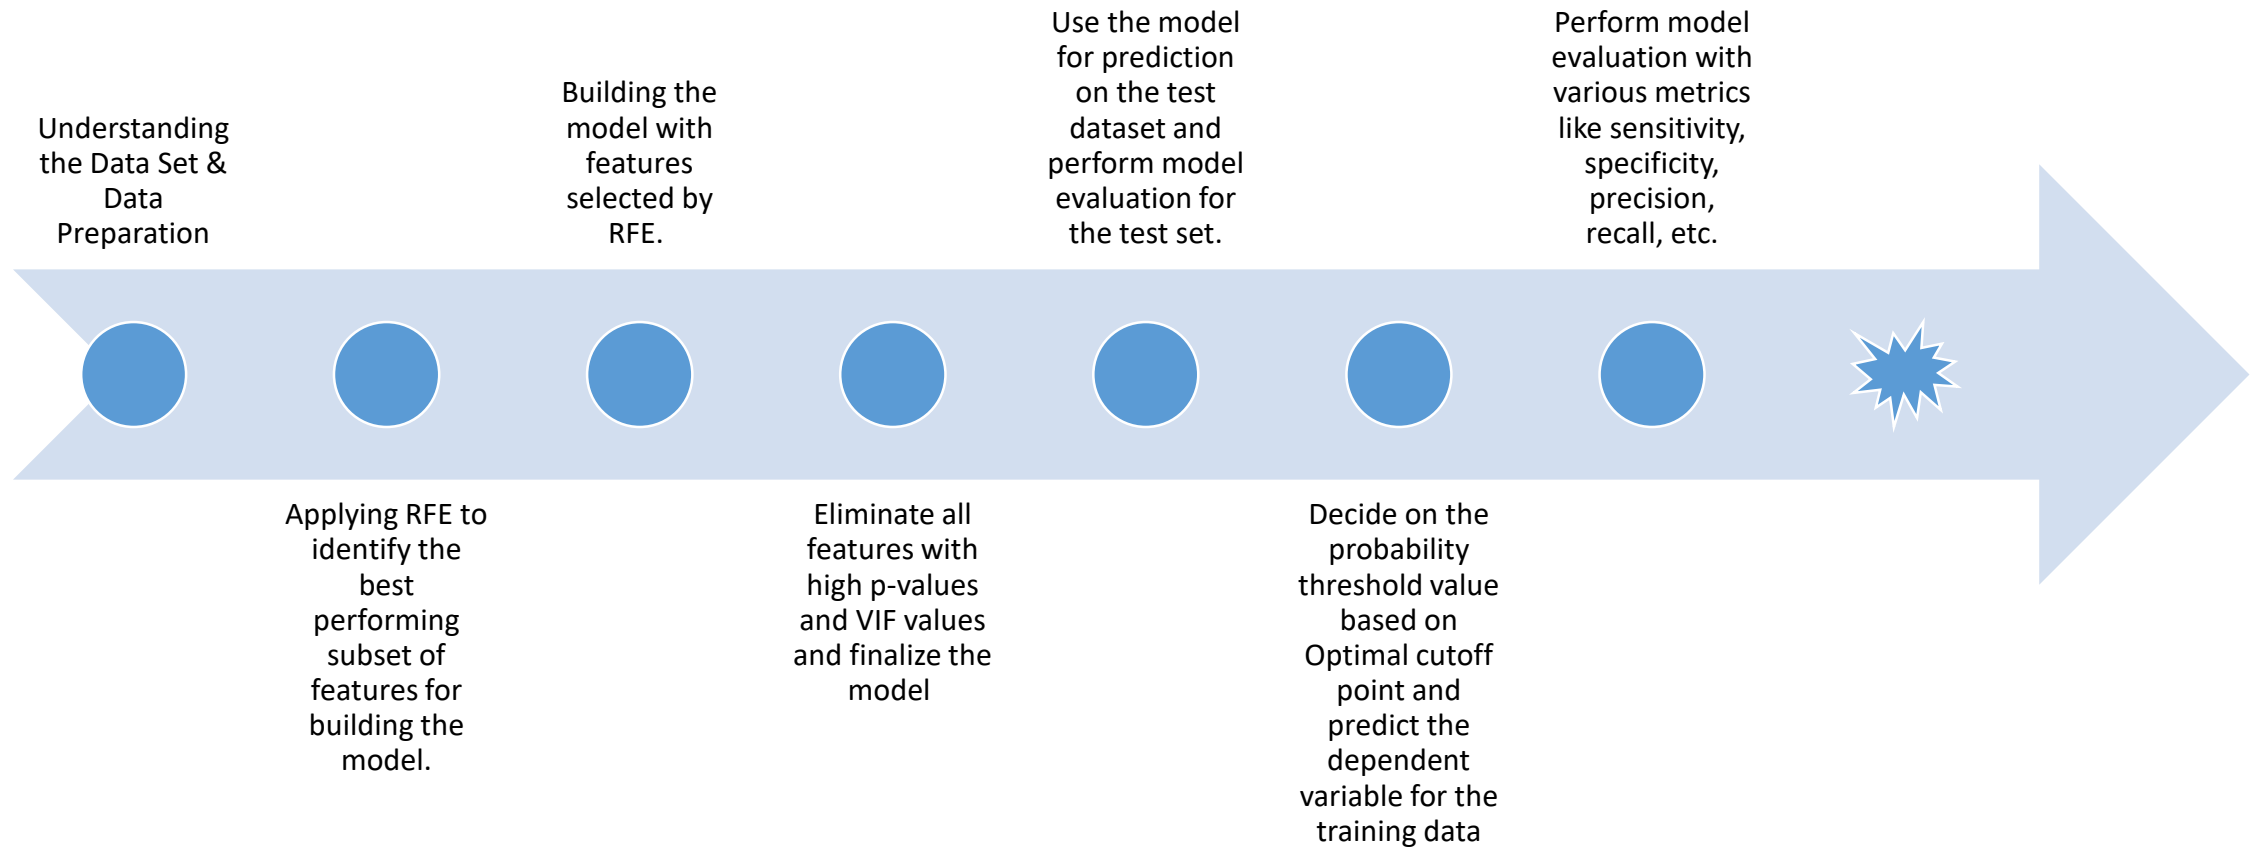 Understanding
the Data Set &
Data
Preparation
Applying RFE to
identify the
best
performing
subset of
features for
building the
model.
Building the
model with
features
selected by
RFE.
Eliminate all
features with
high p-values
and VIF values
and finalize the
model
Use the model
for prediction
on the test
dataset and
perform model
evaluation for
the test set.
Decide on the
probability
threshold value
based on
Optimal cutoff
point and
predict the
dependent
variable for the
training data
Perform model
evaluation with
various metrics
like sensitivity,
specificity,
precision,
recall, etc.